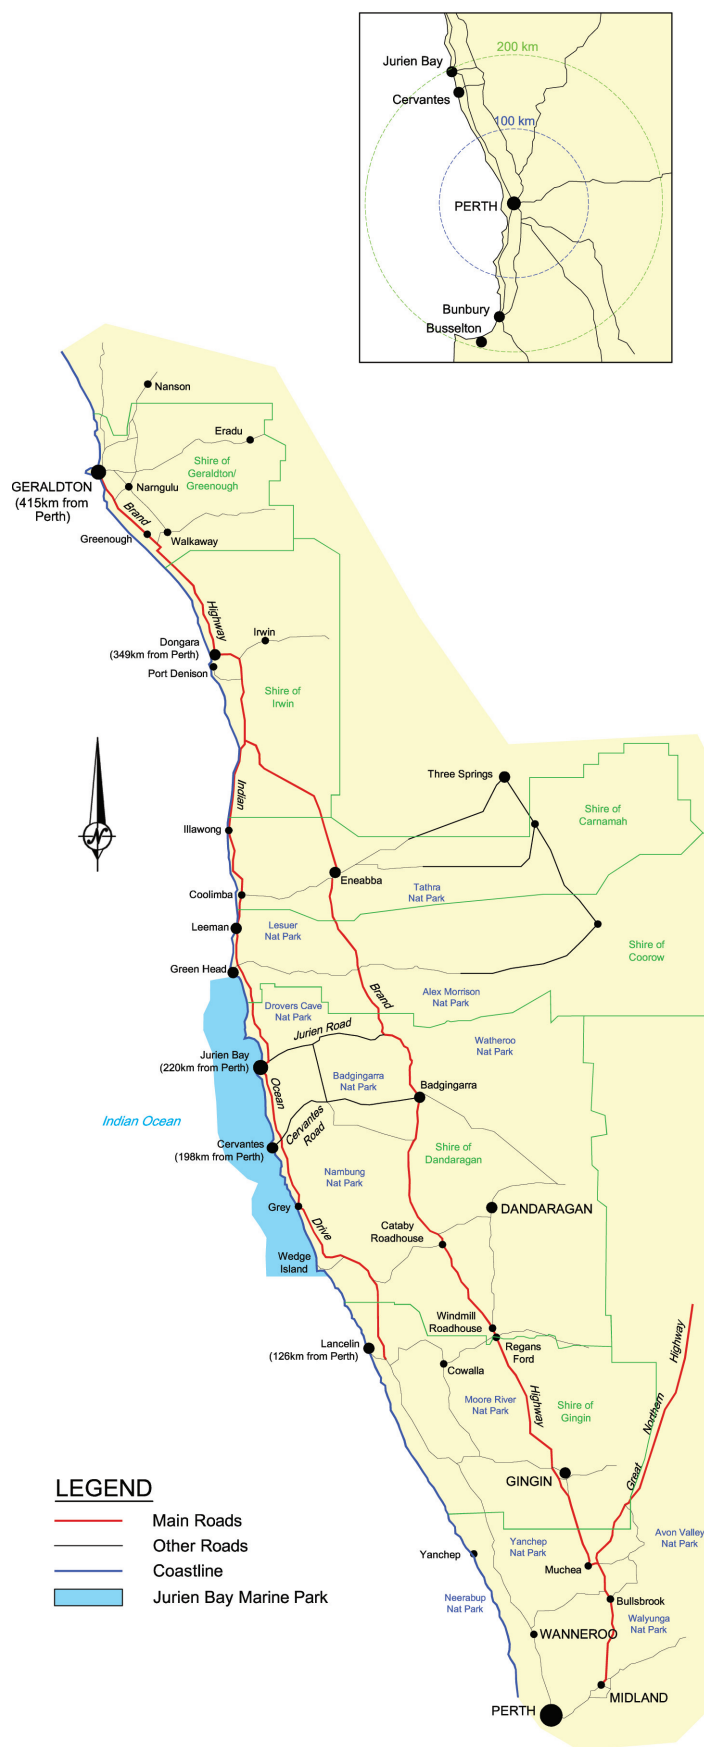 200 km
Jurien Bay
Cervantes
100 km
PERTH
Bunbury
Busselton
Nanson
Eradu
Shire of
Geraldton/
Greenough
GERALDTON
(415km from
Perth)
Narngulu
Brand
Greenough
Walkaway
Highway
Irwin
Dongara
(349km from Perth)
Port Denison
Shire of
Irwin
Three Springs
Indian
Shire of
Carnamah
Illawong
Eneabba
Tathra
Nat Park
Coolimba
Leeman
Lesuer
Nat Park
Shire of
Coorow
Green Head
N
Alex Morrison
Nat Park
Brand
Drovers Cave
Nat Park
Jurien Road
Watheroo
Nat Park
Jurien Bay
(220km from Perth)
Badgingarra
Nat Park
Badgingarra
Ocean
Indian Ocean
Cervantes
Road
Cervantes
(198km from Perth)
Shire of
Dandaragan
Nambung
Nat Park
Grey
DANDARAGAN
Drive
Cataby
Roadhouse
Wedge
Island
Windmill
Roadhouse
Regans
Ford
Lancelin
(126km from Perth)
Cowalla
Highway
Moore River
Nat Park
Highway
Shire of
Gingin
Northern
Great
GINGIN
LEGEND
Main Roads
Other Roads
Coastline
Jurien Bay Marine Park
Avon Valley
Nat Park
Yanchep
Nat Park
Yanchep
Muchea
Neerabup
Nat Park
Bullsbrook
Walyunga
Nat Park
WANNEROO
MIDLAND
PERTH